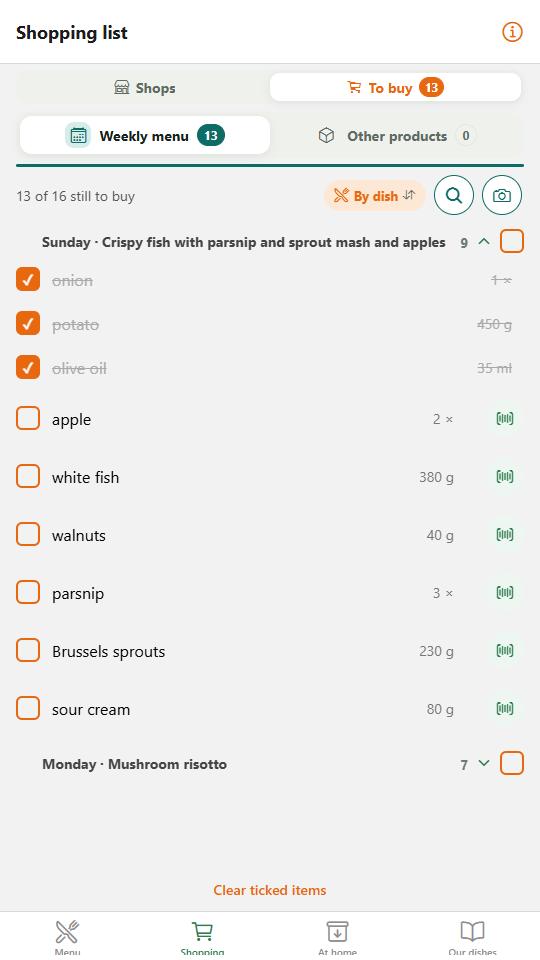 Shopping list
Shops
To buy 13
Weekly menu 13
Other products 0
13 of 16 still to buy
By dish
Sunday · Crispy fish with parsnip and sprout mash and apples 9
onion 1 ×
potato 450 g
olive oil 35 ml
apple 2 ×
white fish 380 g
walnuts 40 g
parsnip 3 ×
Brussels sprouts 230 g
sour cream 80 g
Monday · Mushroom risotto 7
Clear ticked items
Menu
Shopping
At home
Our dishes